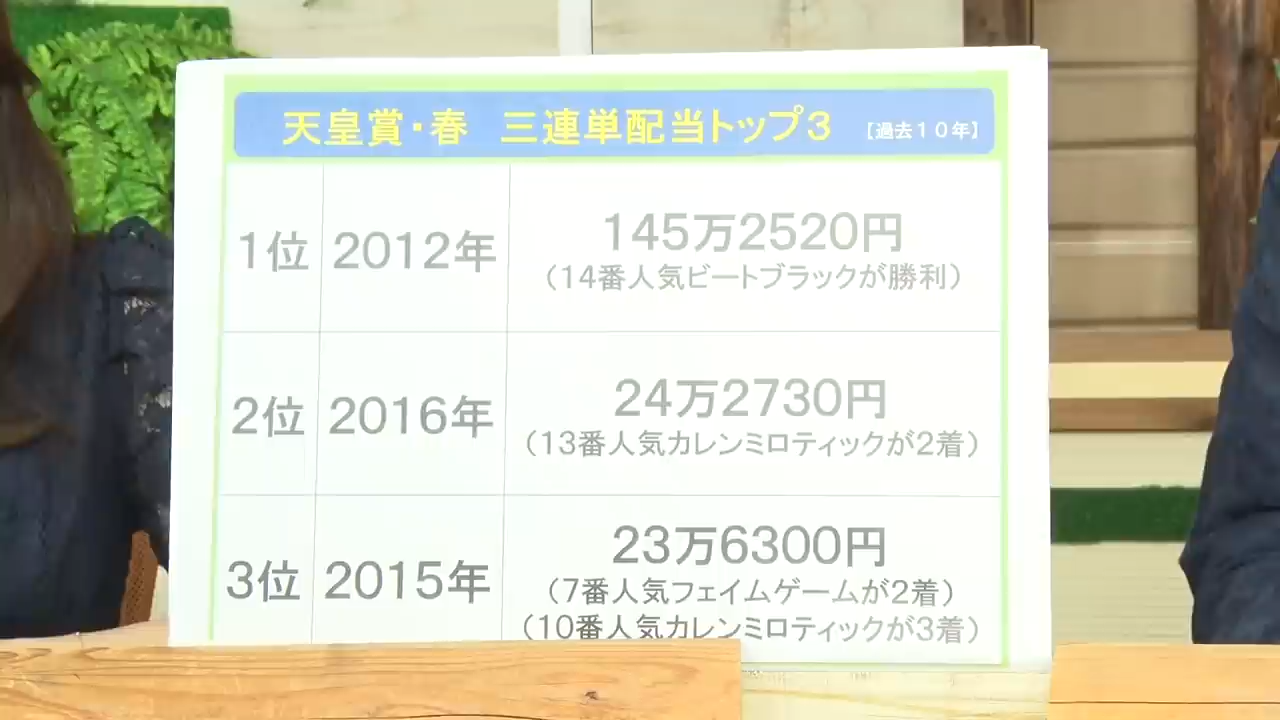 天皇賞・春 三連単配当トップ3 【過去10年】
1位 2012年 145万2520円
(14番人気ビートブラックが勝利)
2位 2016年 24万2730円
(13番人気カレンミロティックが2着)
3位 2015年 23万6300円
(7番人気フェイムゲームが2着)
(10番人気カレンミロティックが3着)